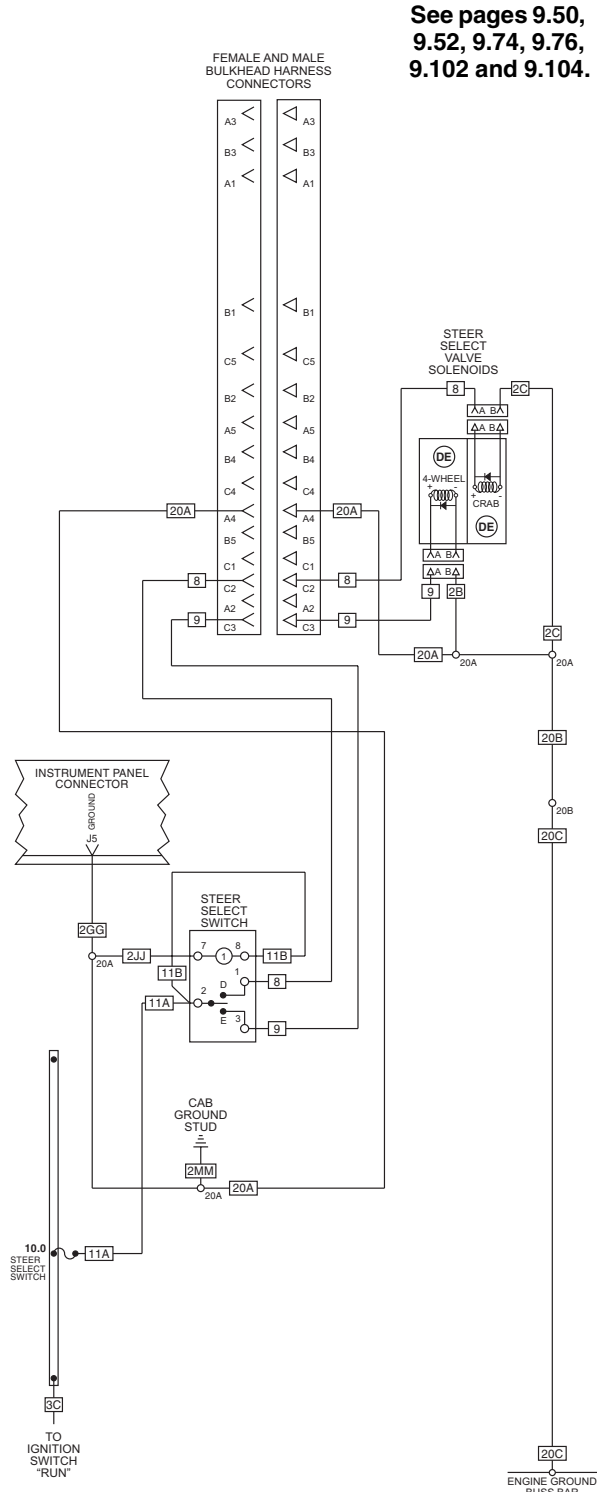 See pages 9.50,
9.52, 9.74, 9.76,
9.102 and 9.104.
FEMALE AND MALE
BULKHEAD HARNESS
CONNECTORS
A3 A3
B3 B3
A1 A1
B1 B1
C5 C5
B2 B2
A5 A5
B4 B4
C4 C4
20A A4 A4 20A
B5 B5
C1 C1
8 C2 C2 8
A2 A2
9 C3 C3 9
STEER
SELECT
VALVE
SOLENOIDS
8 2C
A B
A B
DE
4-WHEEL
+ -
+ -
CRAB
DE
A B
A B
9 2B
2C
20A 20A 20A
20B
20B
20C
INSTRUMENT PANEL
CONNECTOR
GROUND
J5
2GG
20A
2JJ
STEER
SELECT
SWITCH
7 1 8
11B
11B
1
8
D
2
11A
E
3
9
CAB
GROUND
STUD
2MM
20A
20A
10.0
STEER
SELECT
SWITCH
11A
3C
TO
IGNITION
SWITCH
"RUN"
20C
ENGINE GROUND
BUSS BAR